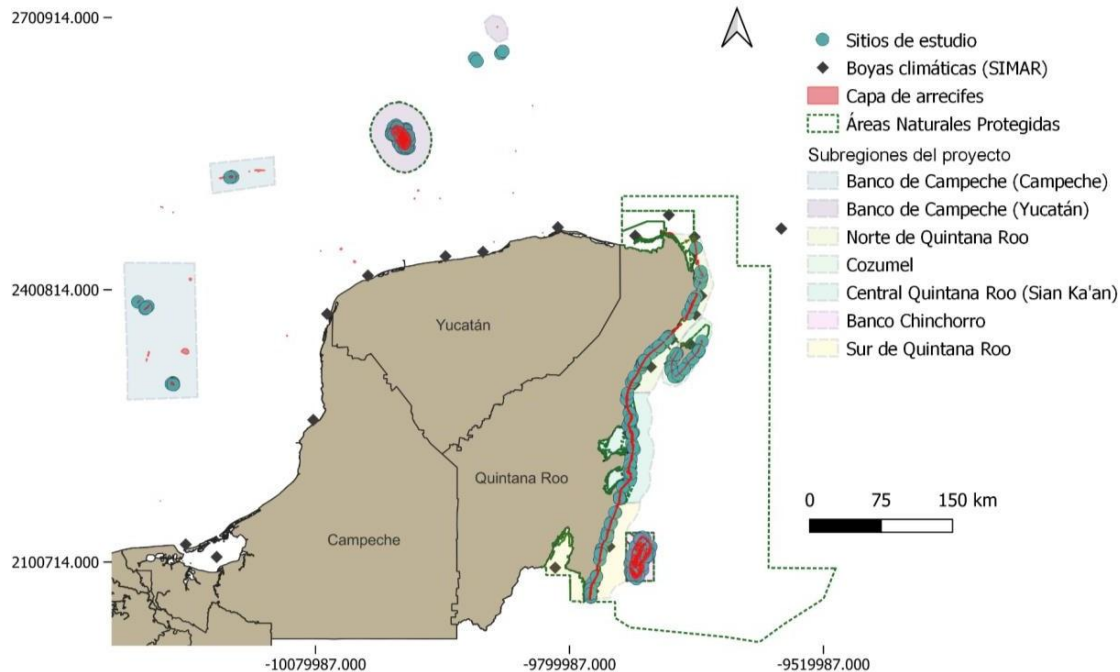 2700914.000
2400814.000
2100714.000
Sitios de estudio
Boyas climáticas (SIMAR)
Capa de arrecifes
Áreas Naturales Protegidas
Subregiones del proyecto
Banco de Campeche (Campeche)
Banco de Campeche (Yucatán)
Norte de Quintana Roo
Cozumel
Central Quintana Roo (Sian Ka'an)
Banco Chinchorro
Sur de Quintana Roo
Yucatán
Quintana Roo
Campeche
0 75 150 km
-10079987.000 -9799987.000 -9519987.000